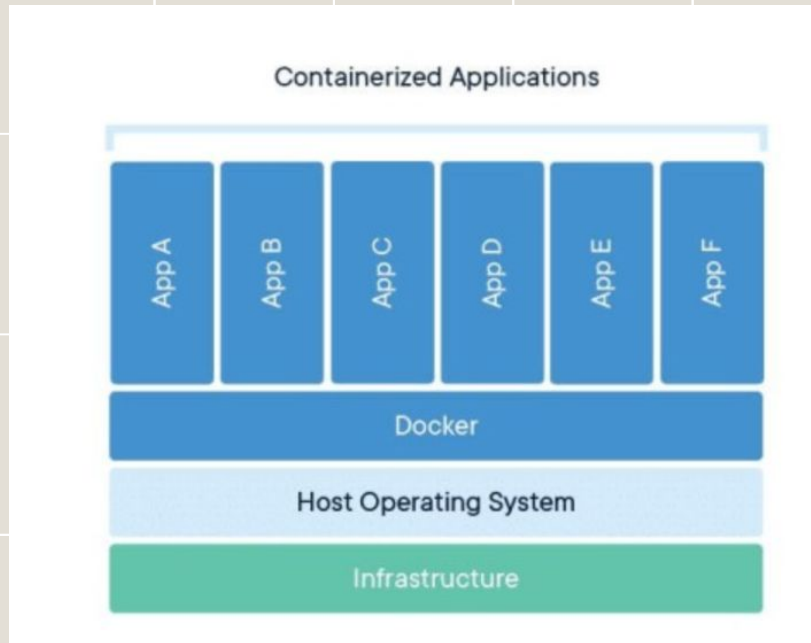 Containerized Applications
App A
App B
App C
App D
App E
App F
Docker
Host Operating System
Infrastructure